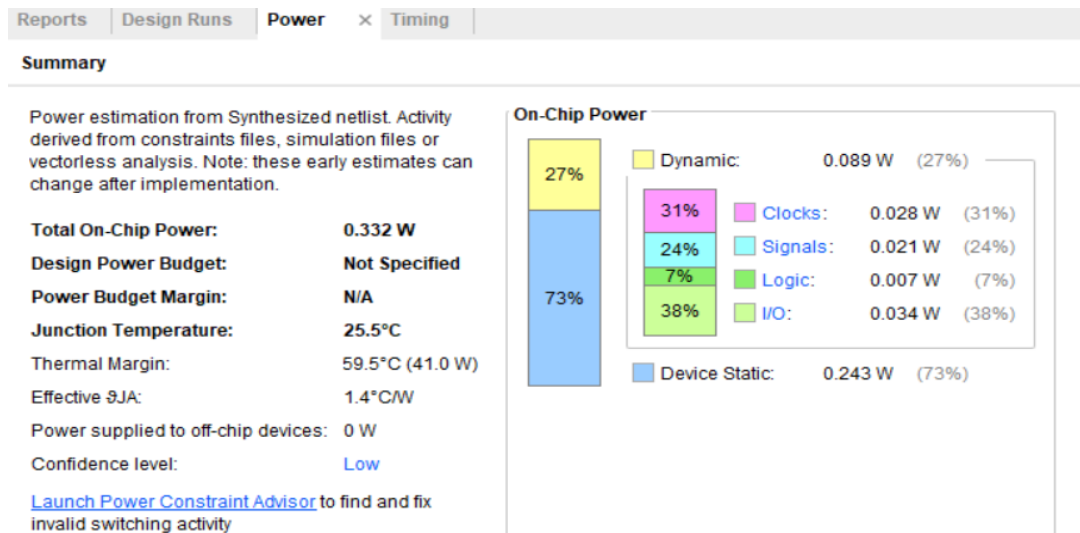 Reports Design Runs Power × Timing
Summary
Power estimation from Synthesized netlist. Activity
derived from constraints files, simulation files or
vectorless analysis. Note: these early estimates can
change after implementation.
Total On-Chip Power: 0.332 W
Design Power Budget: Not Specified
Power Budget Margin: N/A
Junction Temperature: 25.5°C
Thermal Margin: 59.5°C (41.0 W)
Effective ϑJA: 1.4°C/W
Power supplied to off-chip devices: 0 W
Confidence level: Low
Launch Power Constraint Advisor to find and fix
invalid switching activity
On-Chip Power
27%
73%
Dynamic: 0.089 W (27%)
31% Clocks: 0.028 W (31%)
24% Signals: 0.021 W (24%)
7% Logic: 0.007 W (7%)
38% I/O: 0.034 W (38%)
Device Static: 0.243 W (73%)